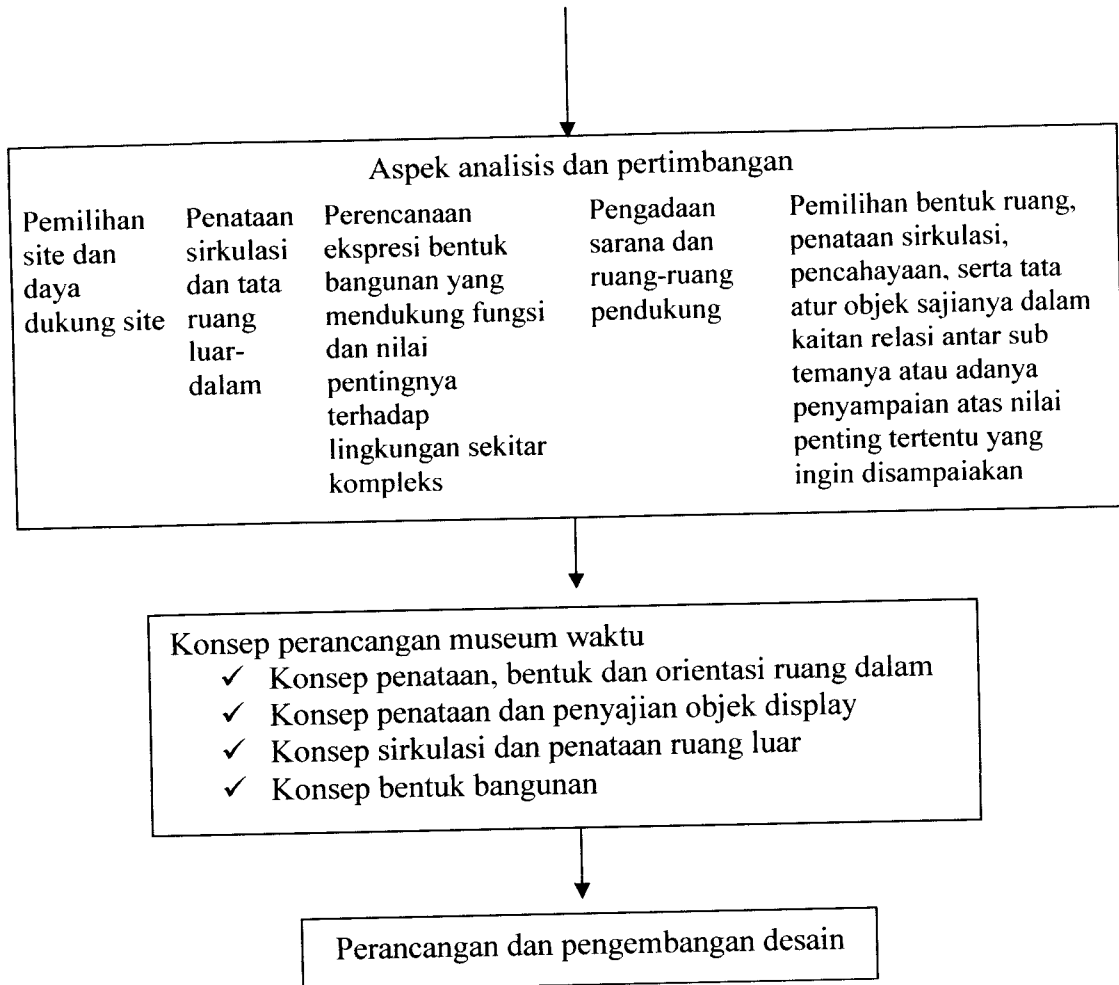 Aspek analisis dan pertimbangan
Pemilihan
site dan
daya
dukung site
Penataan
sirkulasi
dan tata
ruang
luar-
dalam
Perencanaan
ekspresi bentuk
bangunan yang
mendukung fungsi
dan nilai
pentingnya
terhadap
lingkungan sekitar
kompleks
Pengadaan
sarana dan
ruang-ruang
pendukung
Pemilihan bentuk ruang,
penataan sirkulasi,
pencahayaan, serta tata
atur objek sajianya dalam
kaitan relasi antar sub
temanya atau adanya
penyampaian atas nilai
penting tertentu yang
ingin disampaiakan
Konsep perancangan museum waktu
✓ Konsep penataan, bentuk dan orientasi ruang dalam
✓ Konsep penataan dan penyajian objek display
✓ Konsep sirkulasi dan penataan ruang luar
✓ Konsep bentuk bangunan
Perancangan dan pengembangan desain